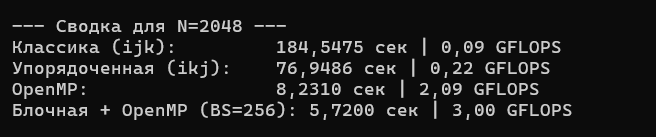 --- Сводка для N=2048 ---
Классика (ijk): 184,5475 сек | 0,09 GFLOPS
Упорядоченная (ikj): 76,9486 сек | 0,22 GFLOPS
OpenMP: 8,2310 сек | 2,09 GFLOPS
Блочная + OpenMP (BS=256): 5,7200 сек | 3,00 GFLOPS